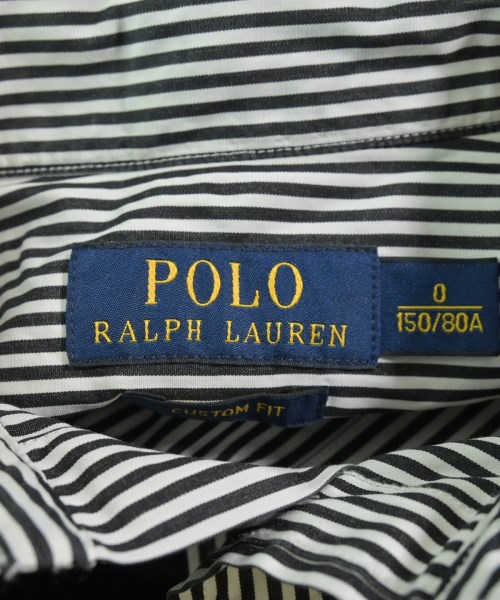 POLO
RALPH LAUREN
0
150/80A
CUSTOM FIT